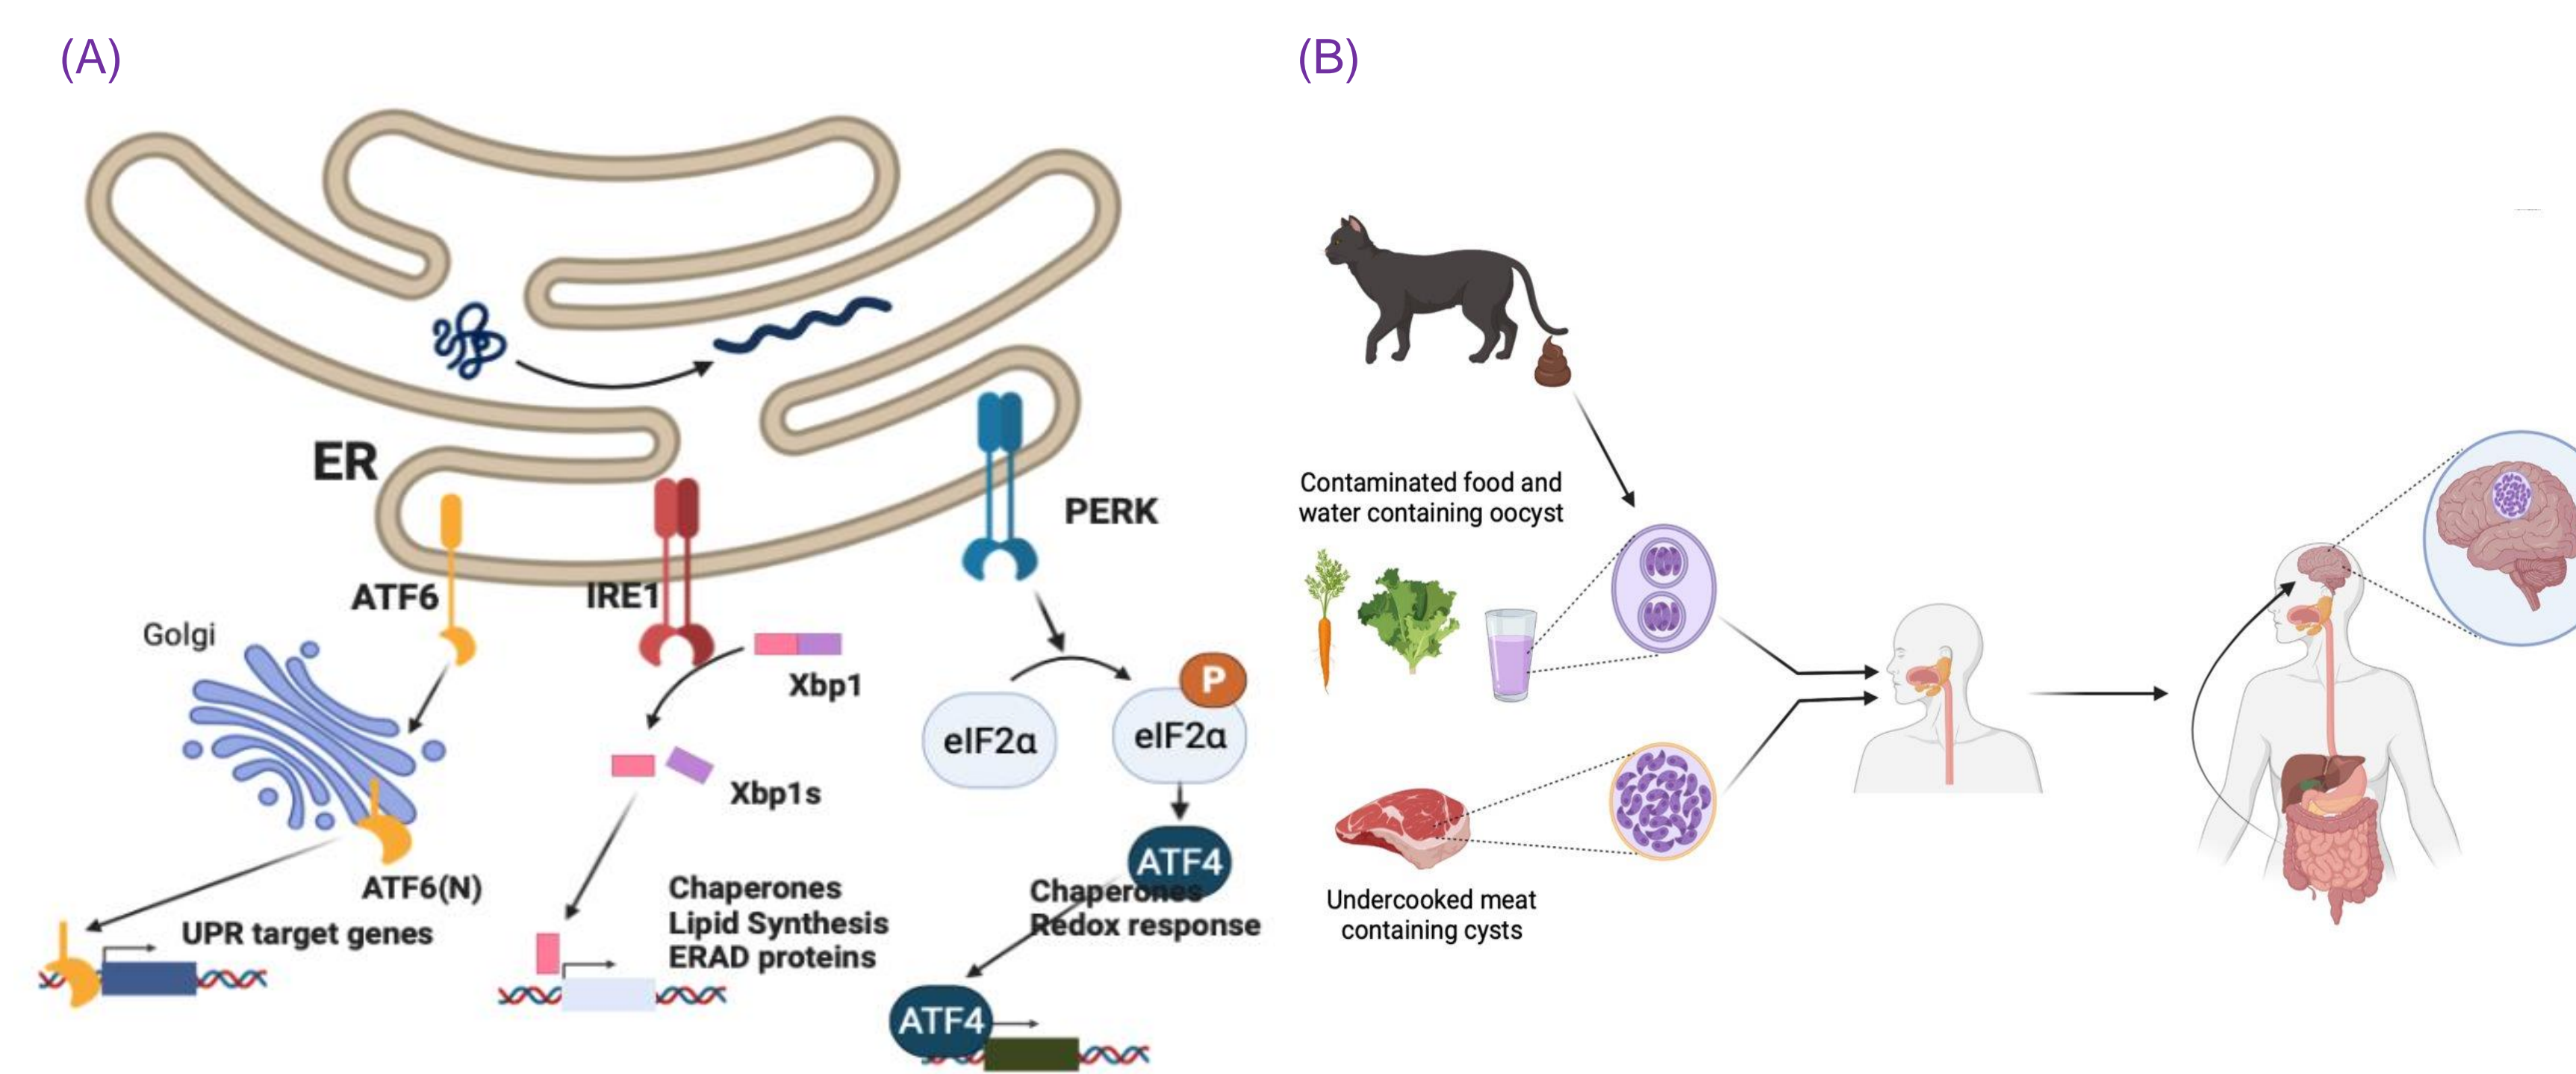 (A)
ER
ATF6
IRE1
PERK
Golgi
Xbp1
Xbp1s
eIF2α
eIF2α
P
ATF4
ATF6(N)
UPR target genes
Chaperones
Lipid Synthesis
ERAD proteins
Chaperones
Redox response
ATF4
(B)
Contaminated food and
water containing oocyst
Undercooked meat
containing cysts